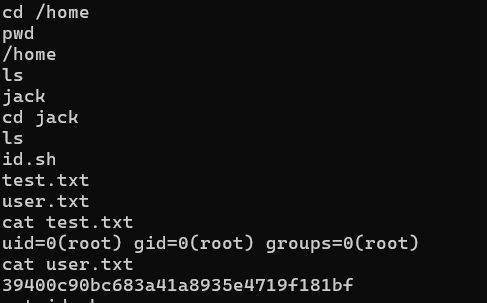 cd /home
pwd
/home
ls
jack
cd jack
ls
id.sh
test.txt
user.txt
cat test.txt
uid=0(root) gid=0(root) groups=0(root)
cat user.txt
39400c90bc683a41a8935e4719f181bf